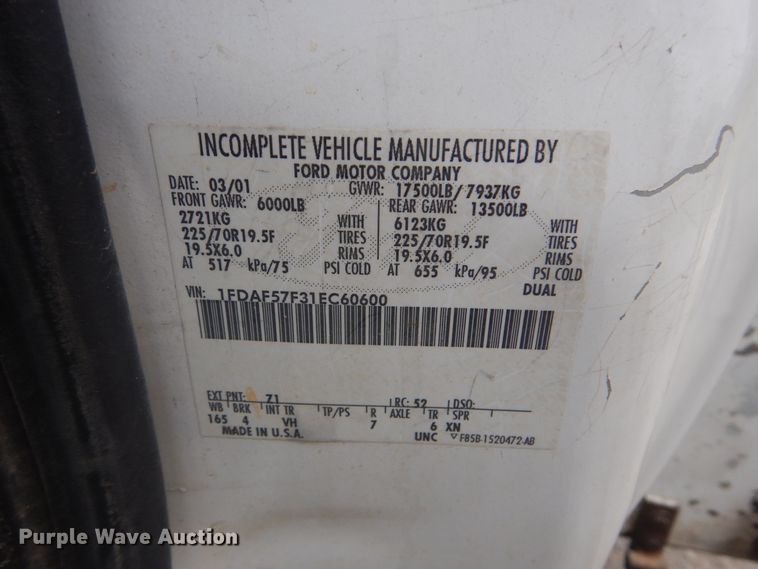 INCOMPLETE VEHICLE MANUFACTURED BY
FORD MOTOR COMPANY
DATE: 03/01 GVWR: 17500LB/ 7937KG
FRONT GAWR: 6000LB REAR GAWR: 13500LB
2721KG WITH 6123KG WITH
225/70R19.5F TIRES 225/70R19.5F TIRES
19.5X6.0 RIMS 19.5X6.0 RIMS
AT 517 kPa/75 PSI COLD AT 655 kPa/95 PSI COLD
DUAL
VIN: 1FDAF57F31EC60600
EXT PNT: Z1 RC: 52 DSO:
WB BRK INT TR TP/PS R AXLE TR SPR
165 4 VH 7 6 XN
MADE IN U.S.A. UNC F85B-1520472-AB
Purple Wave Auction